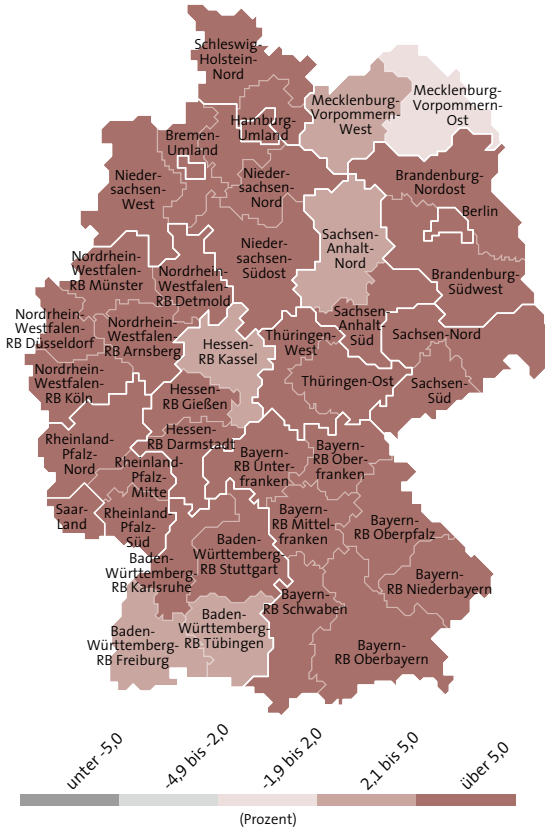 Schleswig-
Holstein-
Nord
Mecklenburg-
Vorpommern-
West
Mecklenburg-
Vorpommern-
Ost
Hamburg-
Umland
Bremen-
Umland
Nieder-
sachsen-
West
Nieder-
sachsen-
Nord
Brandenburg-
Nordost
Berlin
Sachsen-
Anhalt-
Nord
Nieder-
sachsen-
Südost
Nordrhein-
Westfalen-
RB Münster
Nordrhein-
Westfalen-
RB Detmold
Brandenburg-
Südwest
Nordrhein-
Westfalen-
RB Düsseldorf
Nordrhein-
Westfalen-
RB Arnsberg
Hessen-
RB Kassel
Thüringen-
West
Sachsen-
Anhalt-
Süd
Sachsen-Nord
Nordrhein-
Westfalen-
RB Köln
Hessen-
RB Gießen
Thüringen-Ost
Sachsen-
Süd
Rheinland-
Pfalz-
Nord
Hessen-
RB Darmstadt
Rheinland-
Pfalz-
Mitte
Bayern-
RB Unter-
franken
Bayern-
RB Ober-
franken
Saar-
Land
Rheinland-
Pfalz-
Süd
Bayern-
RB Mittel-
franken
Bayern-
RB Oberpfalz
Baden-
Württemberg-
RB Stuttgart
Baden-
Württemberg-
RB Karlsruhe
Bayern-
RB Niederbayern
Bayern-
RB Schwaben
Baden-
Württemberg-
RB Freiburg
Baden-
Württemberg-
RB Tübingen
Bayern-
RB Oberbayern
unter -5,0
-4,9 bis -2,0
-1,9 bis 2,0
2,1 bis 5,0
über 5,0
(Prozent)